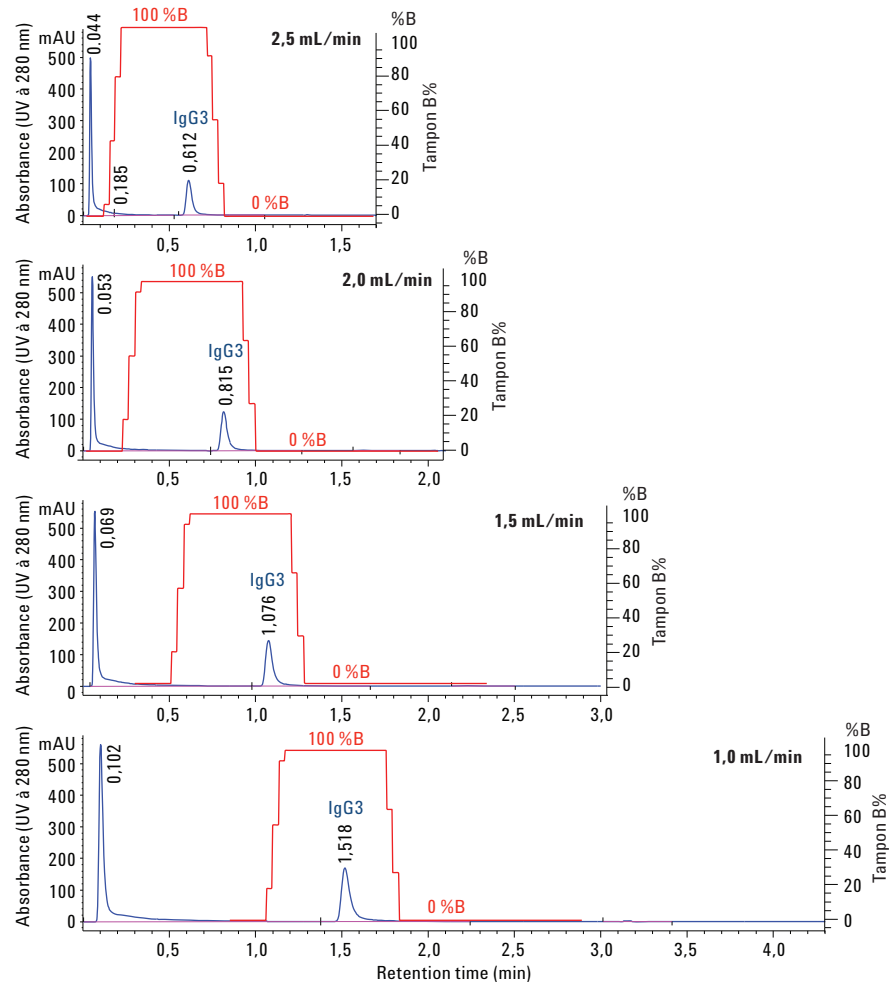 mAU
100 %B
2,5 mL/min
%B
0.044
0,185
IgG3
0,612
0 %B
500
400
300
200
100
0
100
80
60
40
20
0
Absorbance (UV à 280 nm)
Tampon B%
0,5 1,0 1,5
mAU
100 %B
2,0 mL/min
%B
0.053
IgG3
0,815
0 %B
500
400
300
200
100
0
100
80
60
40
20
0
Absorbance (UV à 280 nm)
Tampon B%
0,5 1,0 1,5 2,0
mAU
100 %B
1,5 mL/min
%B
0,069
IgG3
1,076
0 %B
500
400
300
200
100
0
100
80
60
40
20
0
Absorbance (UV à 280 nm)
Tampon B%
0,5 1,0 1,5 2,0 2,5 3,0
mAU
100 %B
1,0 mL/min
%B
0,102
IgG3
1,518
0 %B
500
400
300
200
100
0
100
80
60
40
20
0
Absorbance (UV à 280 nm)
Tampon B%
0,5 1,0 1,5 2,0 2,5 3,0 3,5 4,0
Retention time (min)